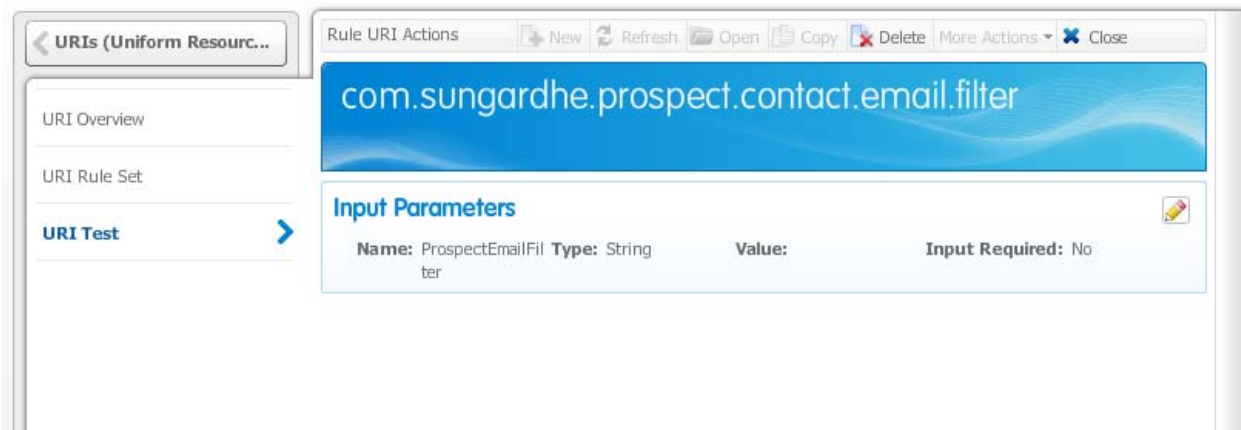 URIs (Uniform Resourc...
URI Overview
URI Rule Set
URI Test
Rule URI Actions New Refresh Open Copy Delete More Actions Close
com.sungardhe.prospect.contact.email.filter
Input Parameters
Name: ProspectEmailFil Type: String Value: Input Required: No
ter